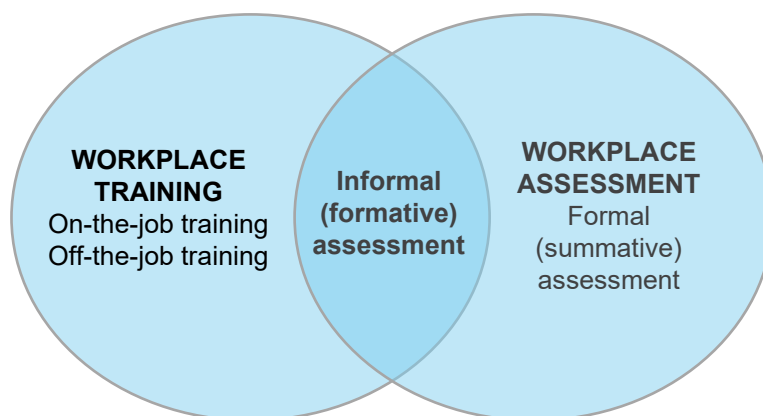 WORKPLACE
TRAINING
On-the-job training
Off-the-job training
Informal
(formative)
assessment
WORKPLACE
ASSESSMENT
Formal
(summative)
assessment